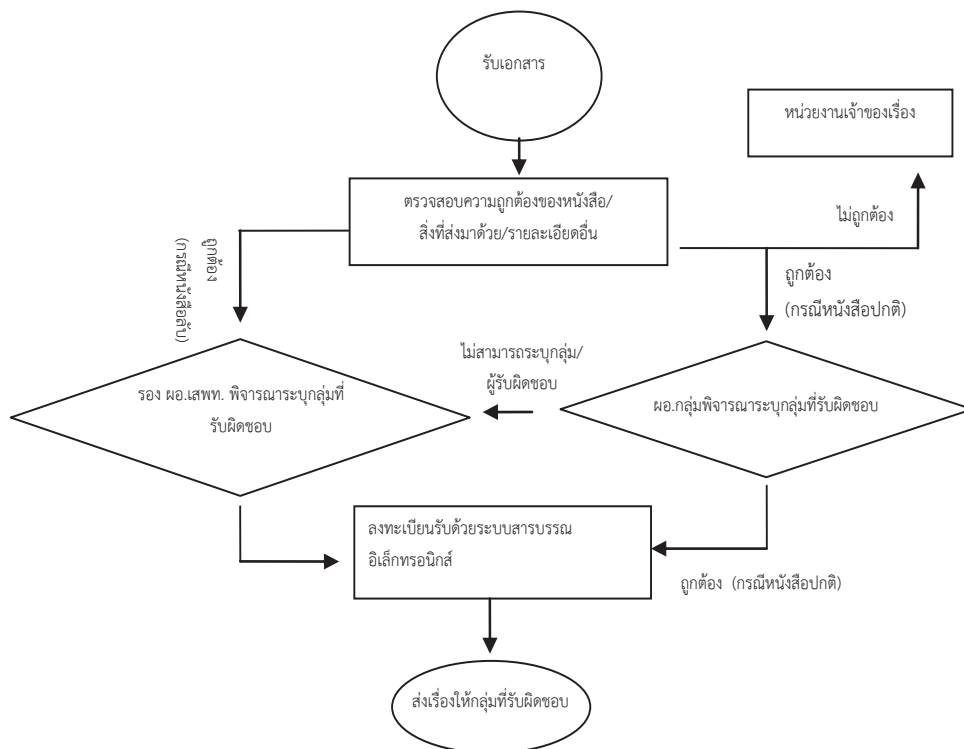 รับเอกสาร
หน่วยงานเจ้าของเรื่อง
ตรวจสอบความถูกต้องของหนังสือ/
สิ่งที่ส่งมาด้วย/รายละเอียดอื่น
ไม่ถูกต้อง
ถูกต้อง
(กรณีหนังสือลับ)
ถูกต้อง
(กรณีหนังสือปกติ)
ไม่สามารถระบุกลุ่ม/
ผู้รับผิดชอบ
รอง ผอ.เสพท. พิจารณาระบุกลุ่มที่
รับผิดชอบ
ผอ.กลุ่มพิจารณาระบุกลุ่มที่รับผิดชอบ
ลงทะเบียนรับด้วยระบบสารบรรณ
อิเล็กทรอนิกส์
ถูกต้อง (กรณีหนังสือปกติ)
ส่งเรื่องให้กลุ่มที่รับผิดชอบ